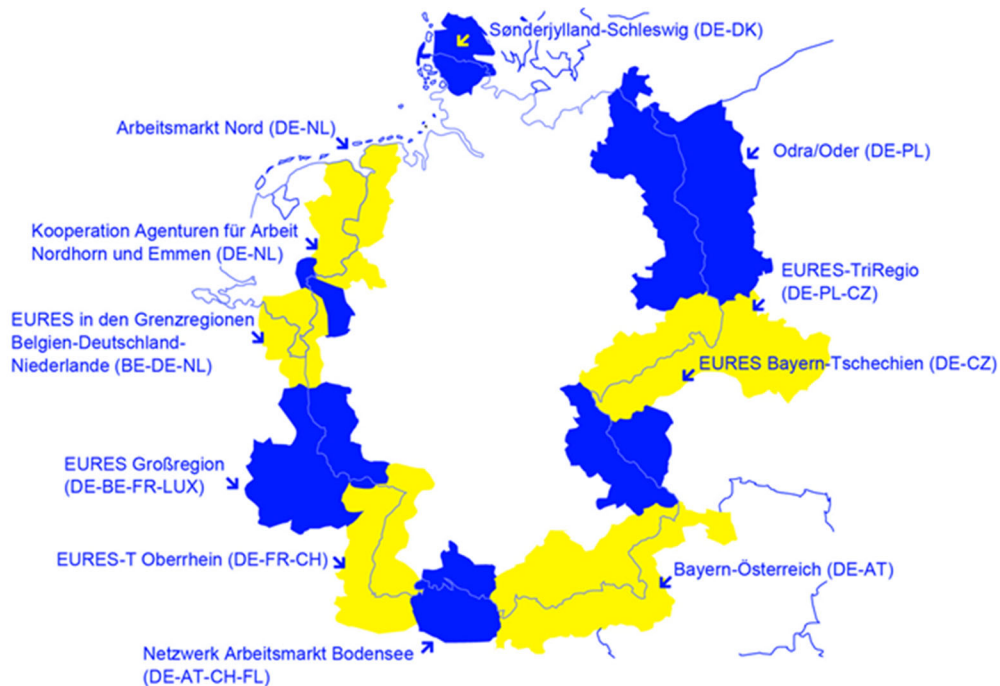 Sønderjylland-Schleswig (DE-DK)
Arbeitsmarkt Nord (DE-NL)
Odra/Oder (DE-PL)
Kooperation Agenturen für Arbeit
Nordhorn und Emmen (DE-NL)
EURES-TriRegio
(DE-PL-CZ)
EURES in den Grenzregionen
Belgien-Deutschland-
Niederlande (BE-DE-NL)
EURES Bayern-Tschechien (DE-CZ)
EURES Großregion
(DE-BE-FR-LUX)
EURES-T Oberrhein (DE-FR-CH)
Bayern-Österreich (DE-AT)
Netzwerk Arbeitsmarkt Bodensee
(DE-AT-CH-FL)